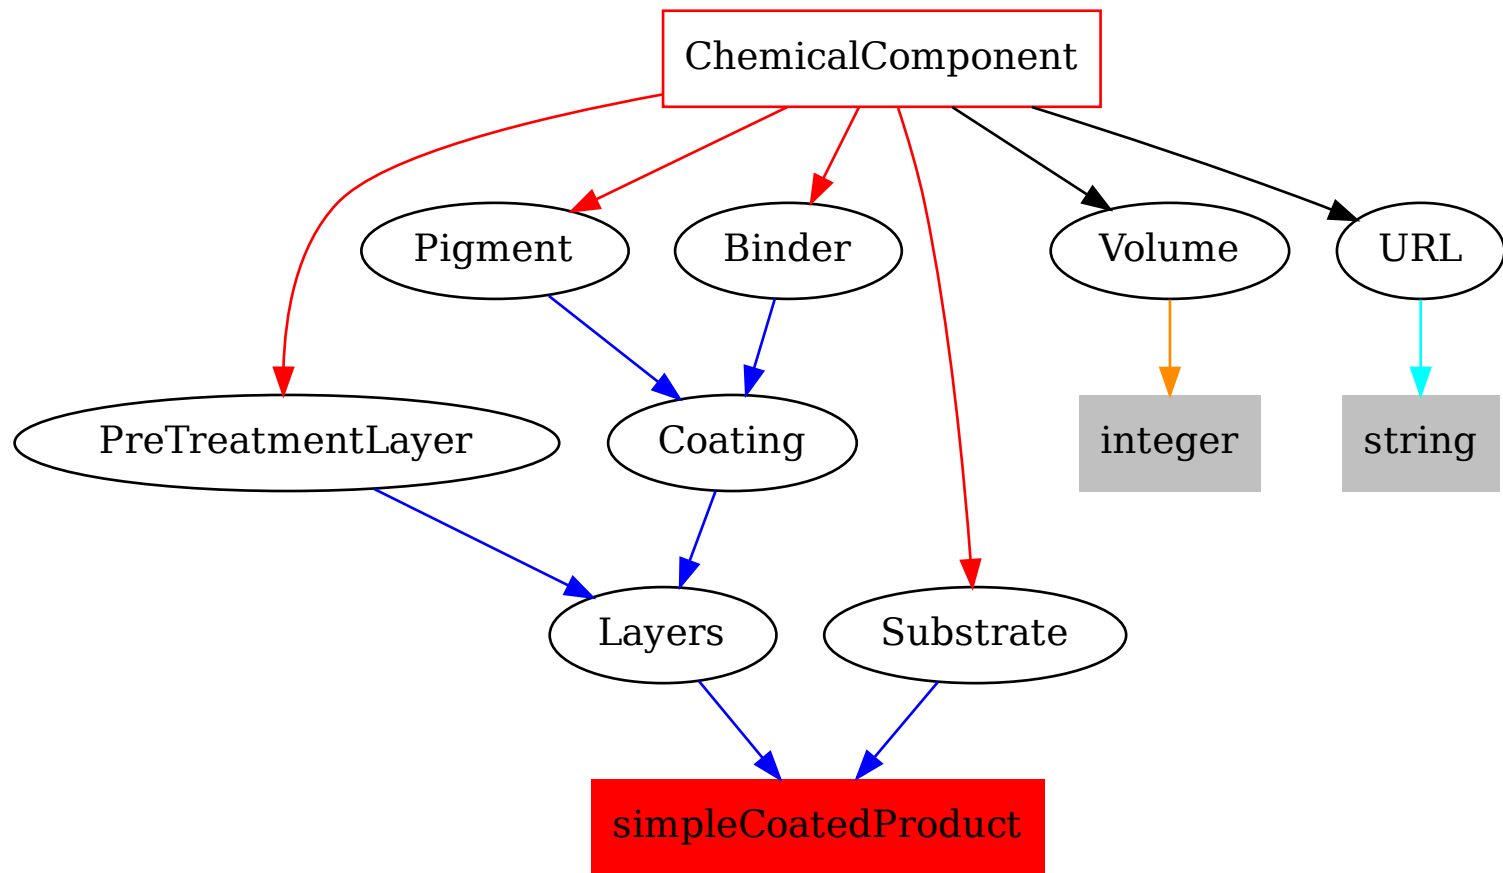 ChemicalComponent
Pigment
Binder
Volume
URL
PreTreatmentLayer
Coating
integer
string
Layers
Substrate
simpleCoatedProduct